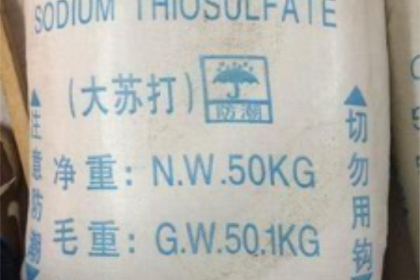 SODIUM THIOSULFATE
(大苏打)
防潮
净重: N.W.50KG
毛重: G.W.50.1KG
注意防潮
切勿用钩